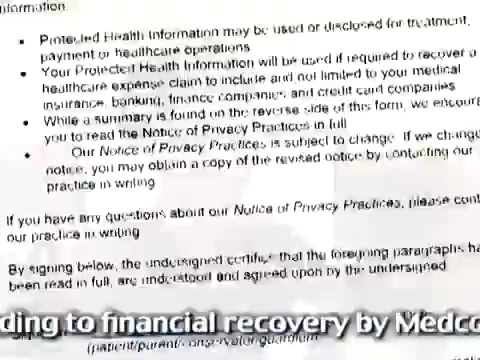 information.
• Protected Health Information may be used or disclosed for treatment,
payment or healthcare operations
• Your Protected Health Information will be used if required to recover a
healthcare expense claim to include and not limited to your medical
insurance, banking, finance companies and credit card companies
• While a summary is found on the reverse side of this form, we encoura
you to read the Notice of Privacy Practices in full
• Our Notice of Privacy Practices is subject to change. If we change
notice, you may obtain a copy of the revised notice by contacting our
practice in writing
If you have any questions about our Notice of Privacy Practices, please cont
our practice in writing
By signing below, the undersigned certifies that the foregoing paragraphs ha
been read in full, are understood and agreed upon by the undersigned
ding to financial recovery by Medco
(patient/parent/conservator/guardian)